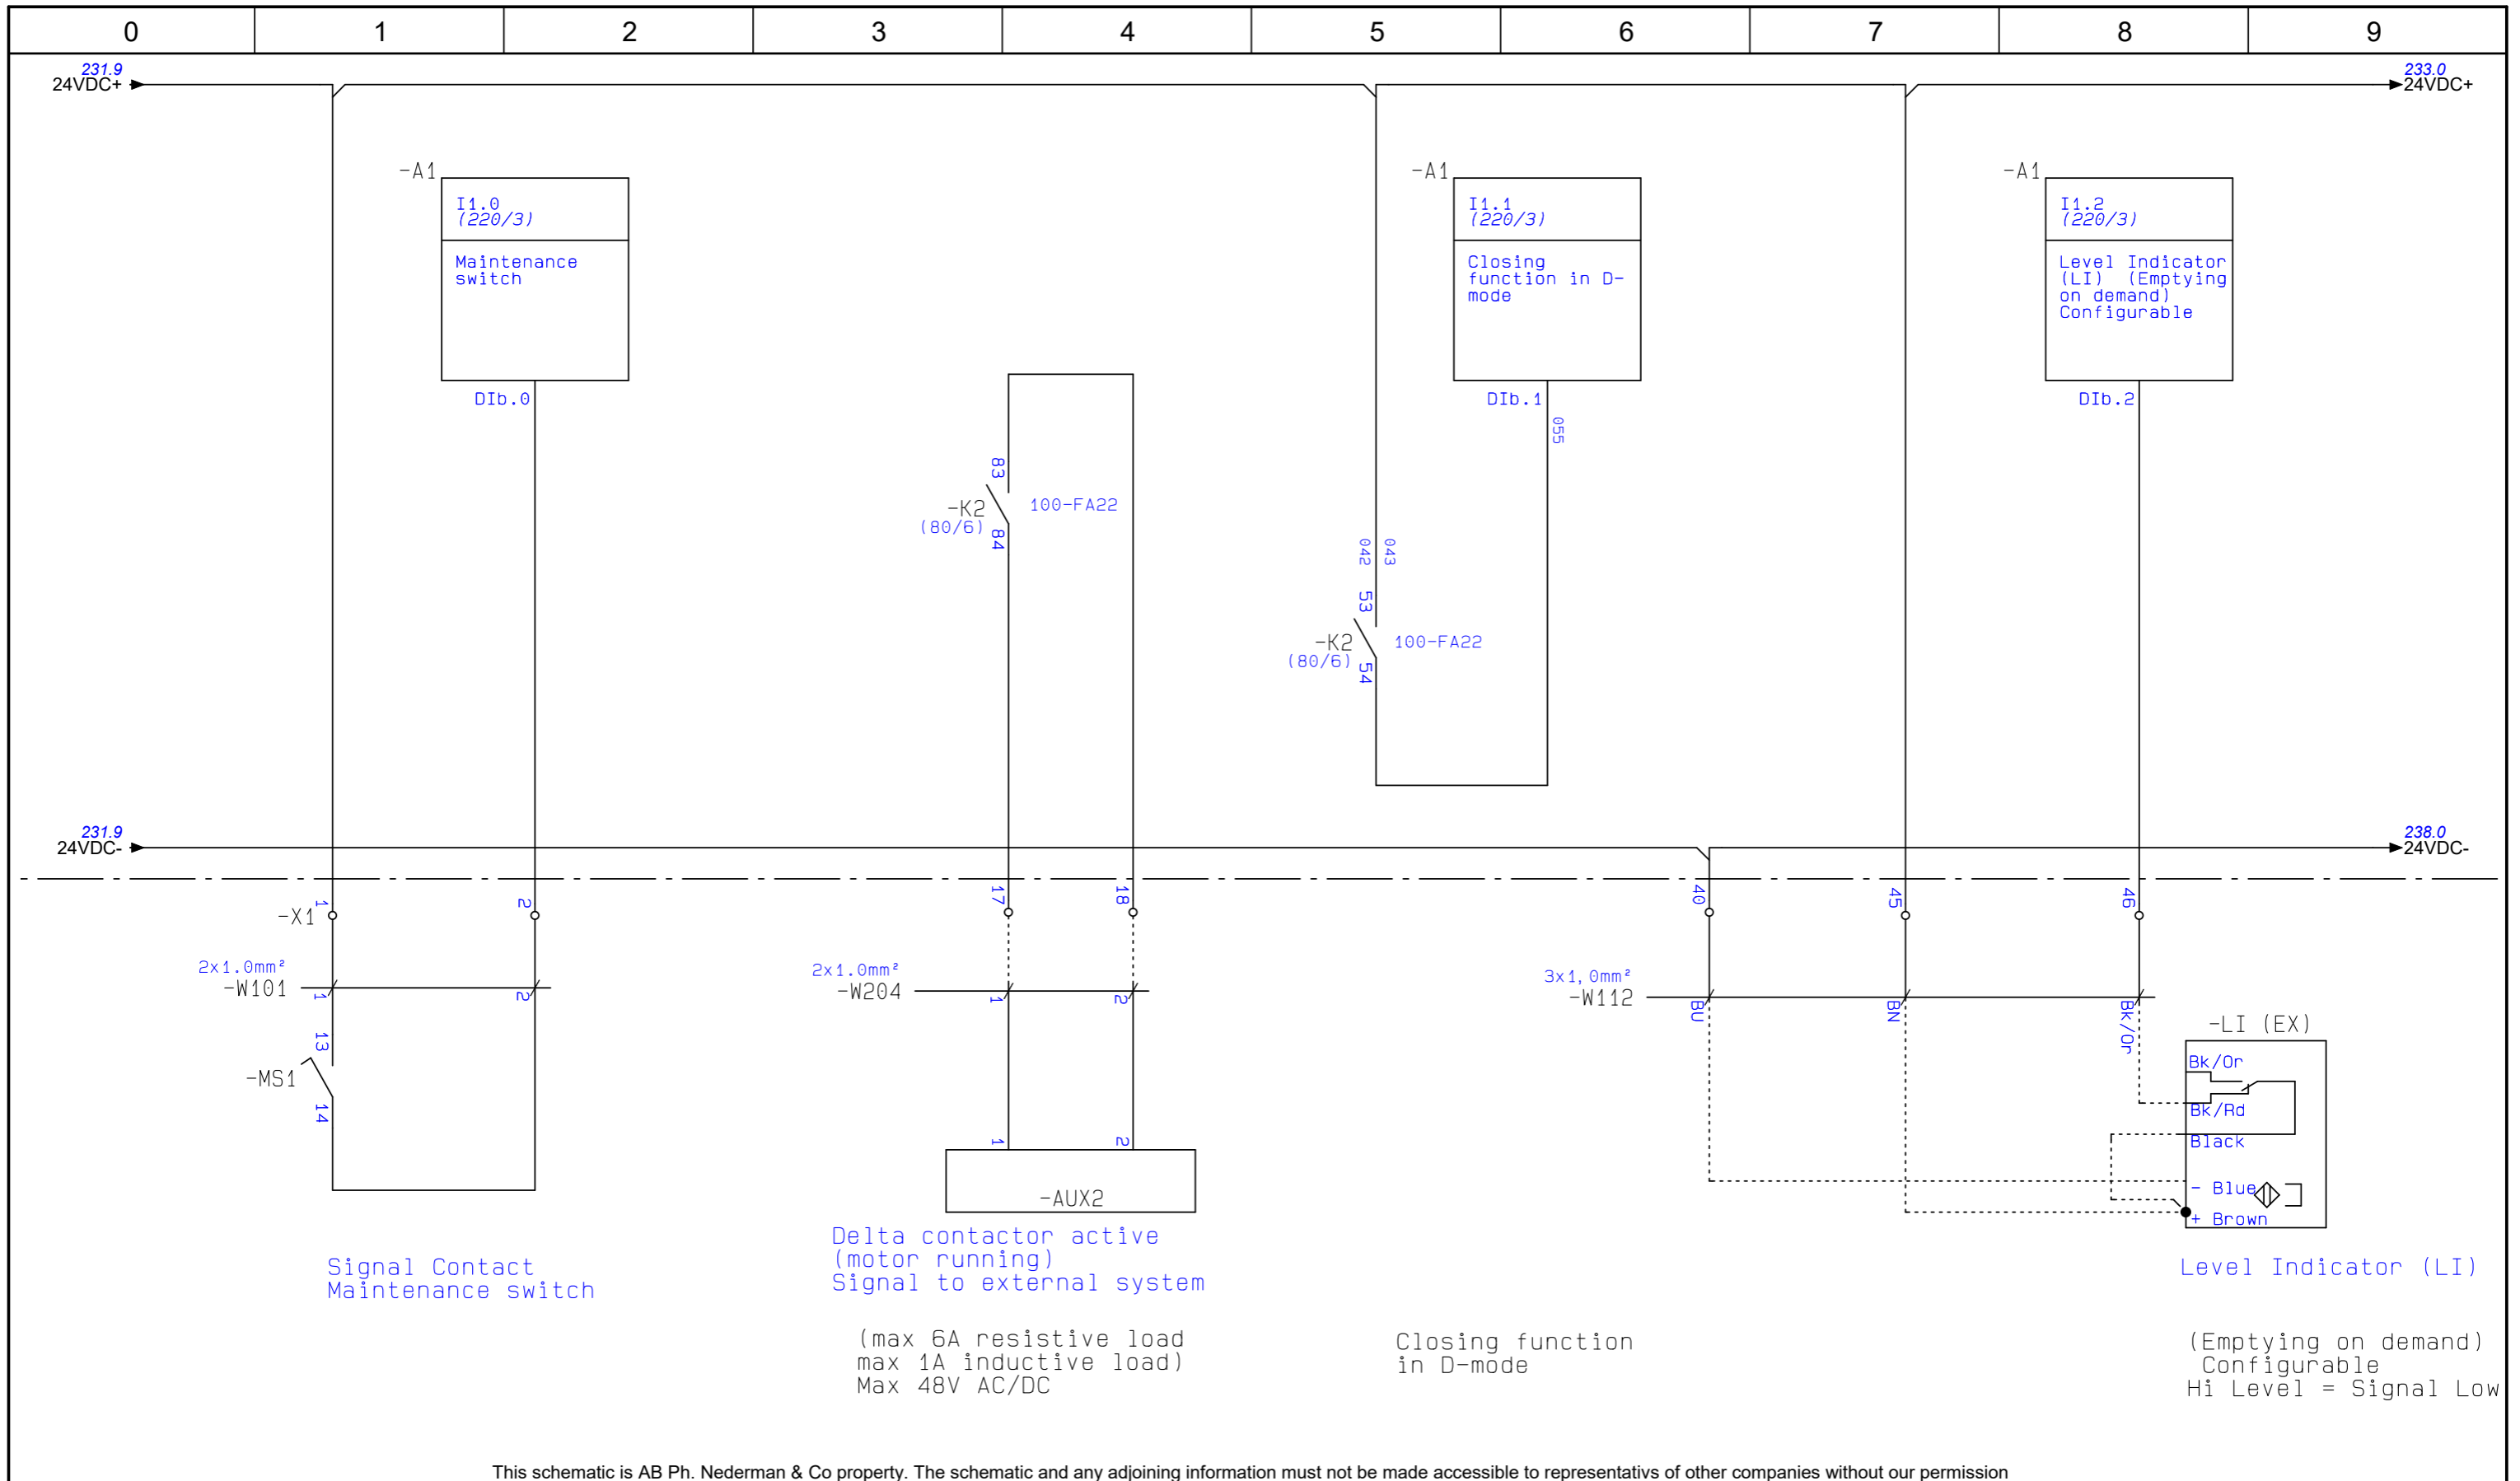 0 1 2 3 4 5 6 7 8 9
231.9
24VDC+
233.0
24VDC+
-A1
I1.0
(220/3)
Maintenance
switch
DIb.0
-A1
I1.1
(220/3)
Closing
function in D-
mode
DIb.1
055
-A1
I1.2
(220/3)
Level Indicator
(LI) (Emptying
on demand)
Configurable
DIb.2
83
-K2
(80/6)
84
100-FA22
042
043
53
-K2
(80/6)
54
100-FA22
231.9
24VDC-
238.0
24VDC-
-X1
1
2
17
18
40
45
46
2x1.0mm²
-W101
1
2
2x1.0mm²
-W204
1
2
3x1,0mm²
-W112
BU
BN
Bk/Or
13
-MS1
14
1
2
-AUX2
-LI (EX)
Bk/Or
Bk/Rd
Black
- Blue
+ Brown
Signal Contact
Maintenance switch
Delta contactor active
(motor running)
Signal to external system
(max 6A resistive load
max 1A inductive load)
Max 48V AC/DC
Closing function
in D-mode
Level Indicator (LI)
(Emptying on demand)
Configurable
Hi Level = Signal Low
This schematic is AB Ph. Nederman & Co property. The schematic and any adjoining information must not be made accessible to representativs of other companies without our permission